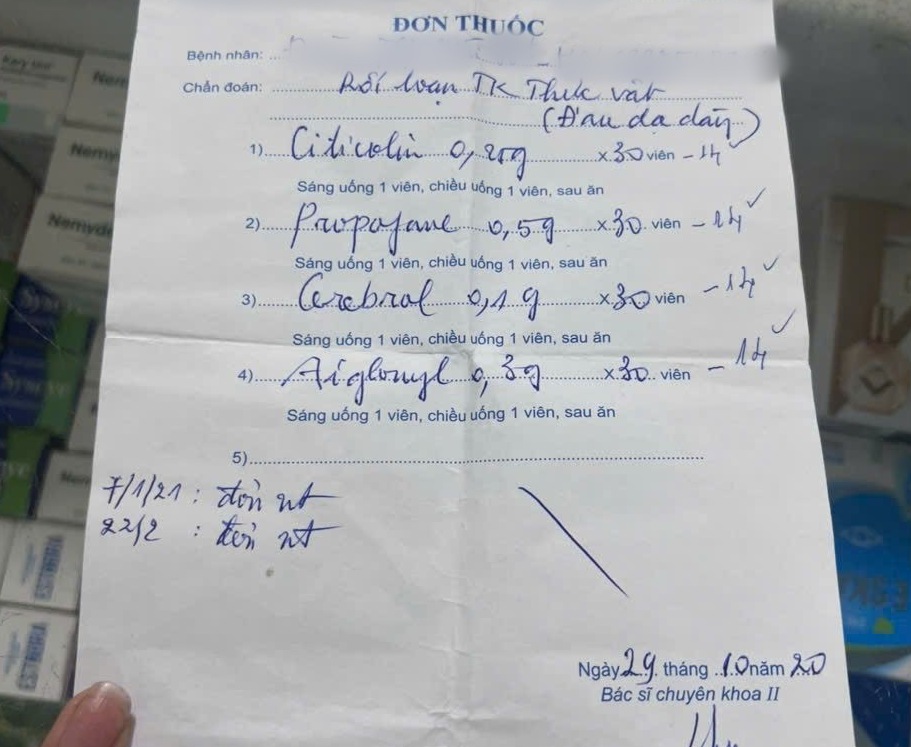 ĐƠN THUỐC
Bệnh nhân: ...
Chẩn đoán: Rối loạn TK Thực vật
(Đau dạ dày)
1) Citicolin 0,25g x 30 viên - 14
Sáng uống 1 viên, chiều uống 1 viên, sau ăn
2) Propofane 0,5g x 30 viên - 14
Sáng uống 1 viên, chiều uống 1 viên, sau ăn
3) Cerebral 0,1g x 30 viên - 14
Sáng uống 1 viên, chiều uống 1 viên, sau ăn
4) Aiglonyl 0,3g x 30 viên - 14
Sáng uống 1 viên, chiều uống 1 viên, sau ăn
5)
7/1/21 : đơn nt
22/2 : đơn nt
Ngày 29 tháng 10 năm 20
Bác sĩ chuyên khoa II